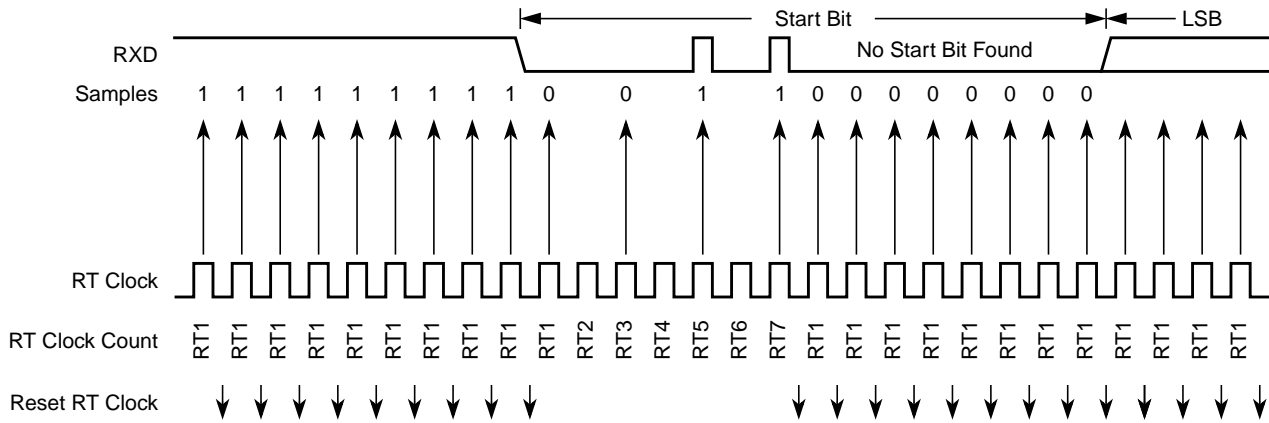 Start Bit LSB
RXD No Start Bit Found
Samples 1 1 1 1 1 1 1 1 1 0 0 1 1 0 0 0 0 0 0 0 0
RT Clock
RT Clock Count RT1 RT1 RT1 RT1 RT1 RT1 RT1 RT1 RT1 RT1 RT2 RT3 RT4 RT5 RT6 RT7 RT1 RT1 RT1 RT1 RT1 RT1 RT1 RT1 RT1 RT1 RT1 RT1
Reset RT Clock